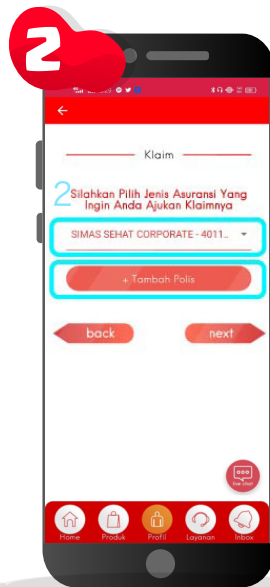 2
Klaim
2
Silahkan Pilih Jenis Asuransi Yang
Ingin Anda Ajukan Klaimnya
SIMAS SEHAT CORPORATE - 4011..
+ Tambah Polis
back next
live chat
Home Produk Profil Layanan Inbox